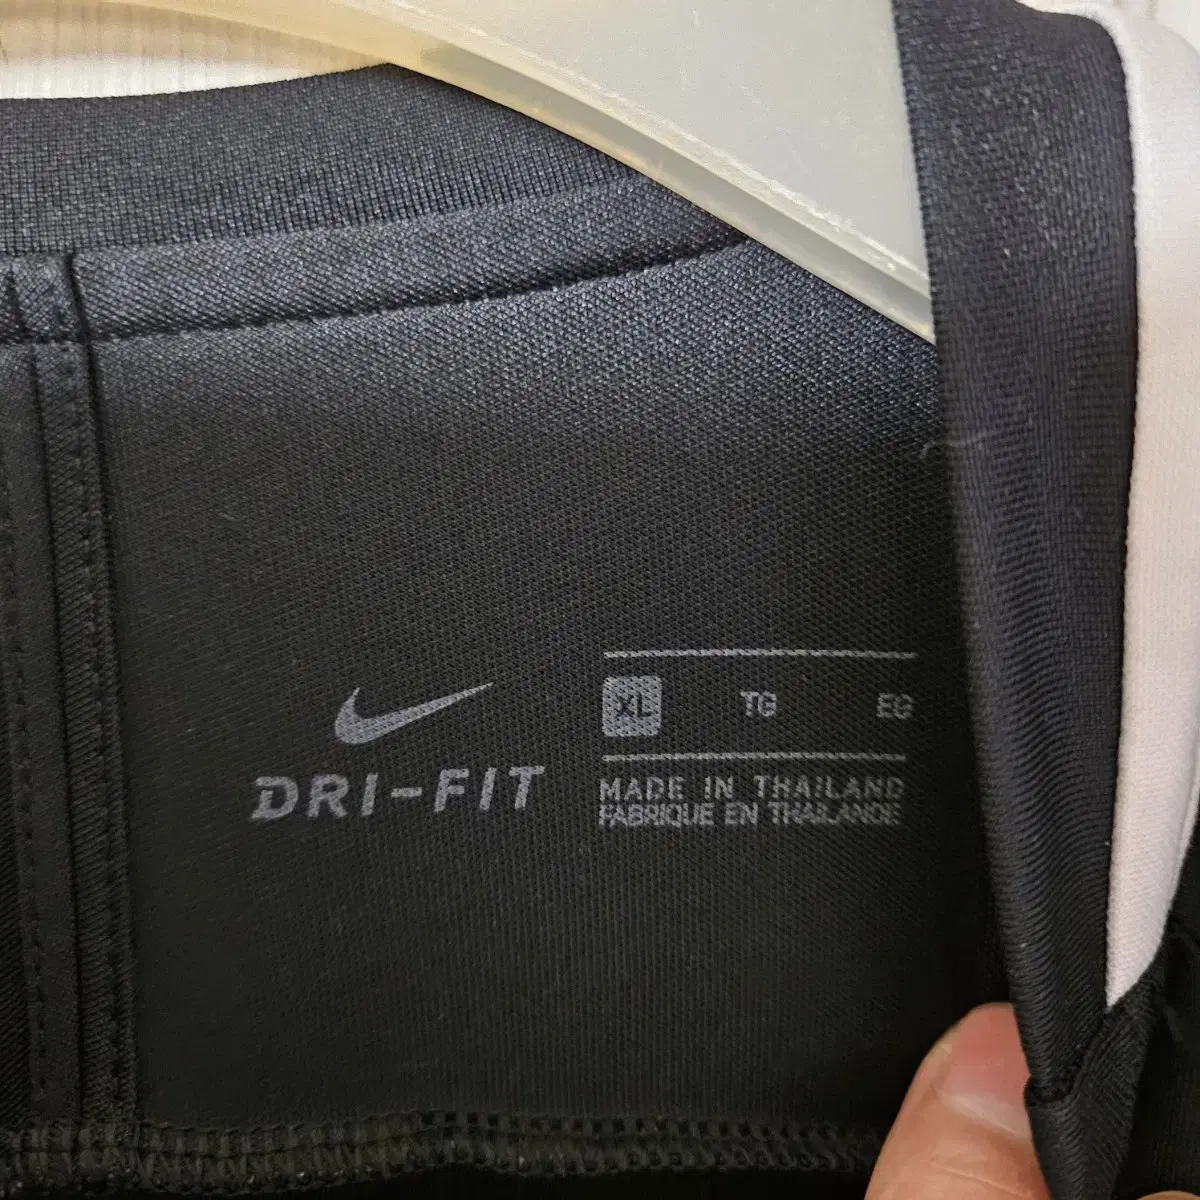 DRI-FIT
XL TG EG
MADE IN THAILAND
FABRIQUE EN THAILANDE